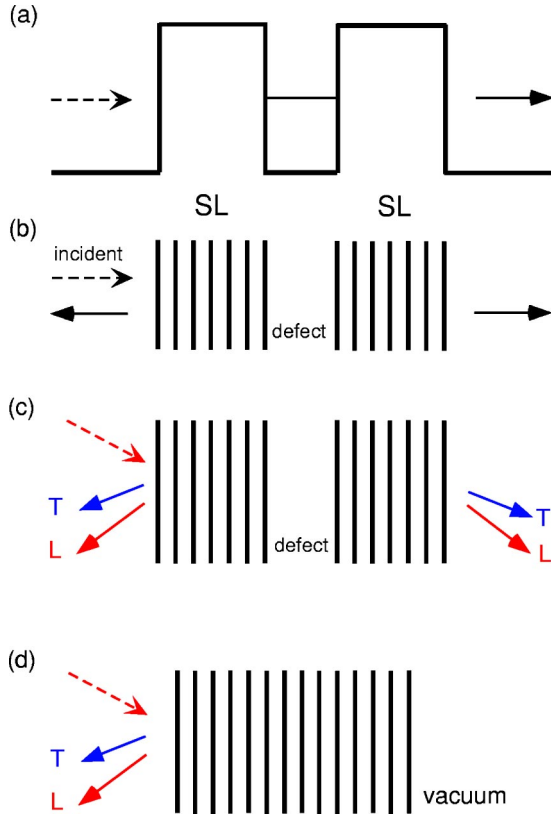 (a)
SL SL
(b)
incident
defect
(c)
T
L
defect
T
L
(d)
T
L
vacuum